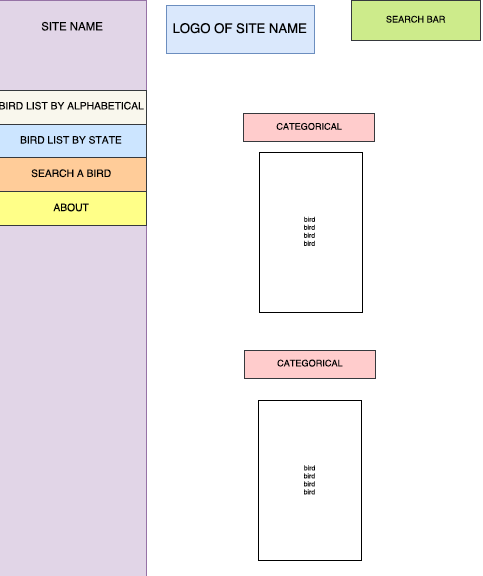 SITE NAME
LOGO OF SITE NAME
SEARCH BAR
BIRD LIST BY ALPHABETICAL
BIRD LIST BY STATE
SEARCH A BIRD
ABOUT
CATEGORICAL
bird
bird
bird
bird
CATEGORICAL
bird
bird
bird
bird